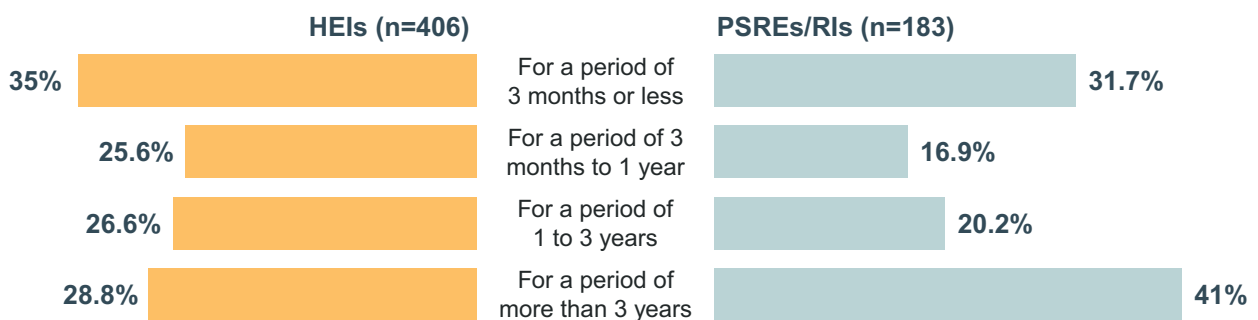 HEIs (n=406)
PSREs/RIs (n=183)
35%
For a period of
3 months or less
31.7%
25.6%
For a period of 3
months to 1 year
16.9%
26.6%
For a period of
1 to 3 years
20.2%
28.8%
For a period of
more than 3 years
41%